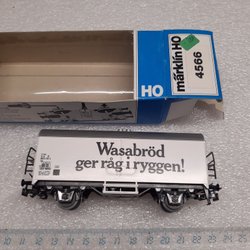 märklin HO
4566
HO
Wasabröd
ger råg i ryggen!